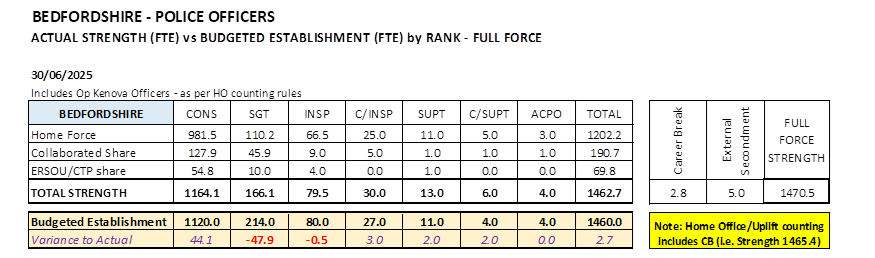 BEDFORDSHIRE - POLICE OFFICERS
ACTUAL STRENGTH (FTE) vs BUDGETED ESTABLISHMENT (FTE) by RANK - FULL FORCE
30/06/2025
Includes Op Kenova Officers - as per HO counting rules
BEDFORDSHIRE CONS SGT INSP C/INSP SUPT C/SUPT ACPO TOTAL
Home Force 981.5 110.2 66.5 25.0 11.0 5.0 3.0 1202.2
Collaborated Share 127.9 45.9 9.0 5.0 1.0 1.0 1.0 190.7
ERSOU/CTP share 54.8 10.0 4.0 0.0 1.0 0.0 0.0 69.8
TOTAL STRENGTH 1164.1 166.1 79.5 30.0 13.0 6.0 4.0 1462.7
Budgeted Establishment 1120.0 214.0 80.0 27.0 11.0 4.0 4.0 1460.0
Variance to Actual 44.1 -47.9 -0.5 3.0 2.0 2.0 0.0 2.7
Career Break
External
Secondment
FULL
FORCE
STRENGTH
2.8 5.0 1470.5
Note: Home Office/Uplift counting
includes CB (i.e. Strength 1465.4)